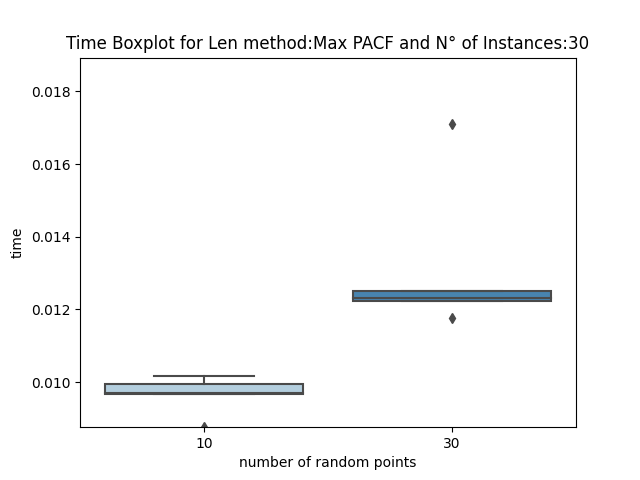 Time Boxplot for Len method:Max PACF and N° of Instances:30
0.018
0.016
0.014
0.012
0.010
time
10
30
number of random points